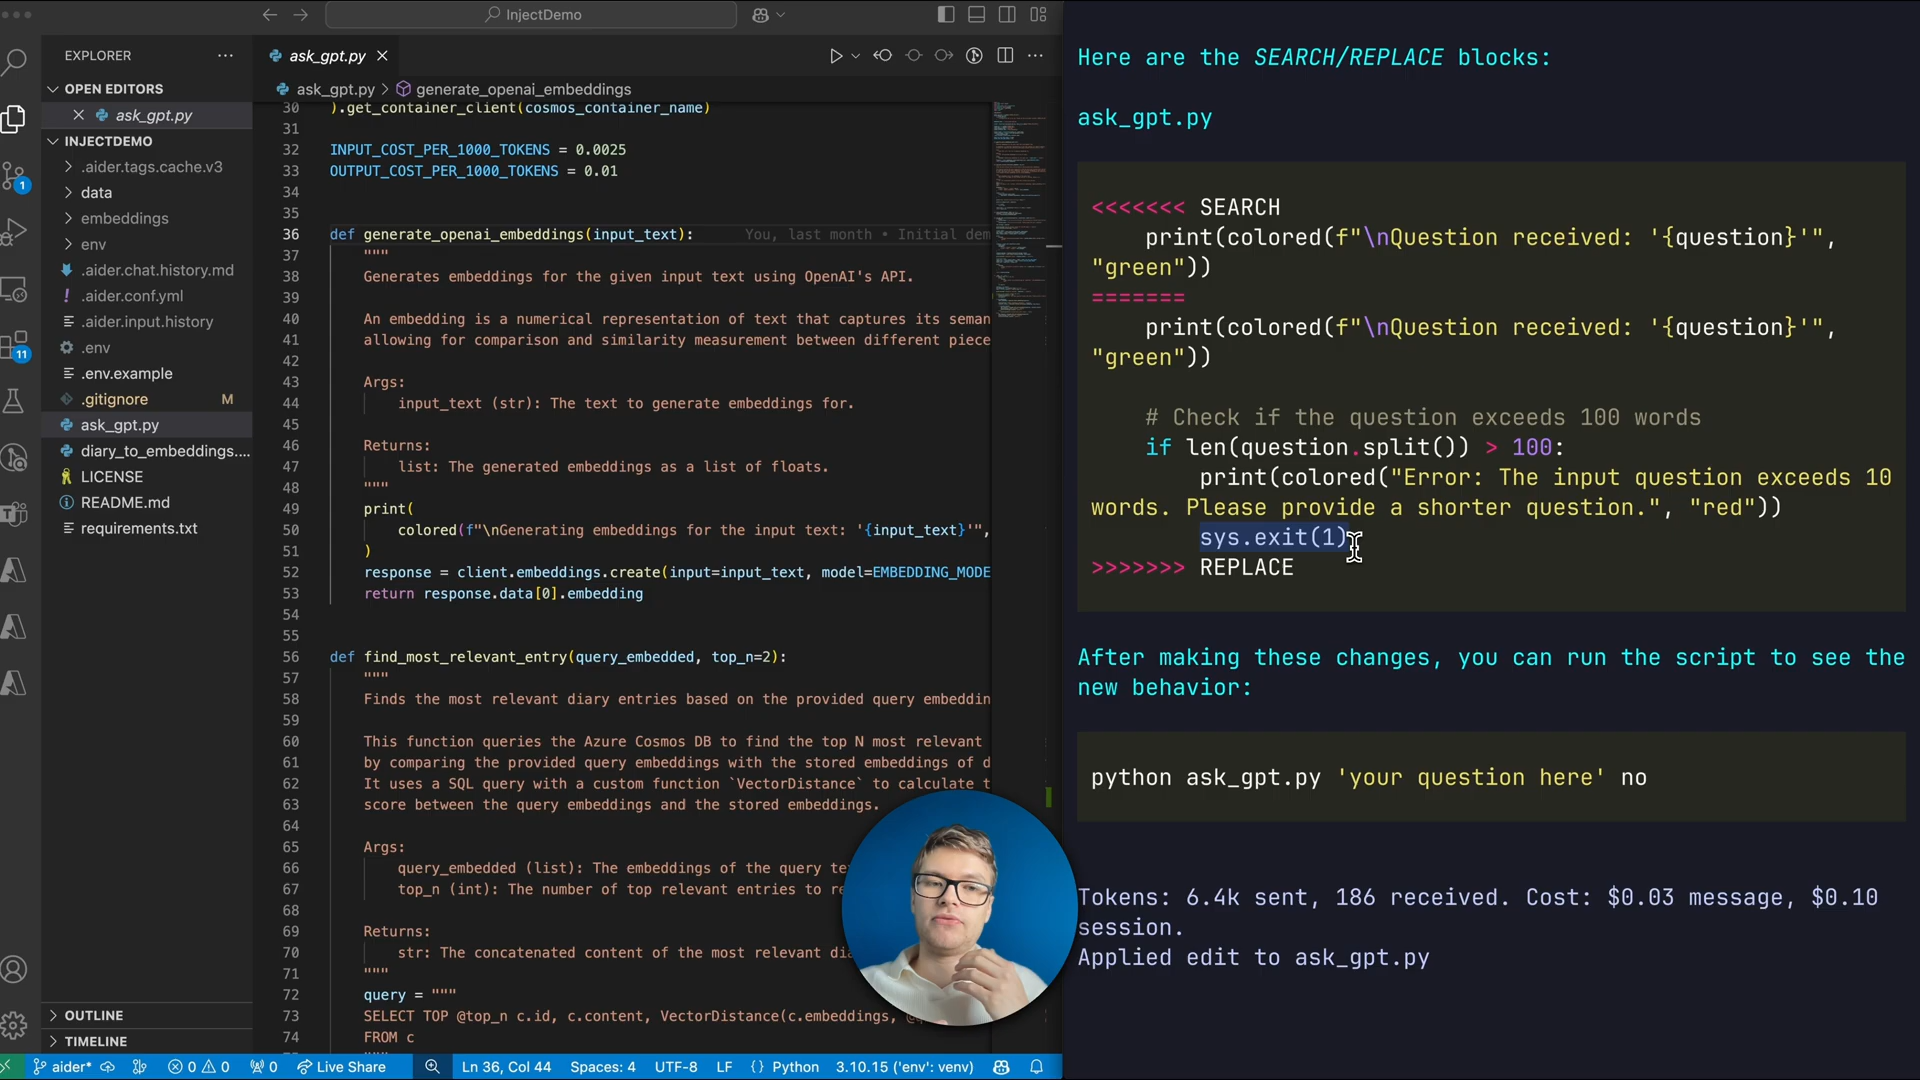 InjectDemo
EXPLORER
OPEN EDITORS
ask_gpt.py
INJECTDEMO
.aider.tags.cache.v3
data
embeddings
env
.aider.chat.history.md
.aider.conf.yml
.aider.input.history
.env
.env.example
.gitignore M
ask_gpt.py
diary_to_embeddings....
LICENSE
README.md
requirements.txt
OUTLINE
TIMELINE
1
11
ask_gpt.py
ask_gpt.py > generate_openai_embeddings
30 ).get_container_client(cosmos_container_name)
31
32 INPUT_COST_PER_1000_TOKENS = 0.0025
33 OUTPUT_COST_PER_1000_TOKENS = 0.01
34
35
36 def generate_openai_embeddings(input_text): You, last month • Initial dem
37 """
38 Generates embeddings for the given input text using OpenAI's API.
39
40 An embedding is a numerical representation of text that captures its seman
41 allowing for comparison and similarity measurement between different piece
42
43 Args:
44 input_text (str): The text to generate embeddings for.
45
46 Returns:
47 list: The generated embeddings as a list of floats.
48 """
49 print(
50 colored(f"\nGenerating embeddings for the input text: '{input_text}'",
51 )
52 response = client.embeddings.create(input=input_text, model=EMBEDDING_MODE
53 return response.data[0].embedding
54
55
56 def find_most_relevant_entry(query_embedded, top_n=2):
57 """
58 Finds the most relevant diary entries based on the provided query embeddin
59
60 This function queries the Azure Cosmos DB to find the top N most relevant
61 by comparing the provided query embeddings with the stored embeddings of d
62 It uses a SQL query with a custom function `VectorDistance` to calculate t
63 score between the query embeddings and the stored embeddings.
64
65 Args:
66 query_embedded (list): The embeddings of the query te
67 top_n (int): The number of top relevant entries to re
68
69 Returns:
70 str: The concatenated content of the most relevant dia
71 """
72 query = """
73 SELECT TOP @top_n c.id, c.content, VectorDistance(c.embeddings, @q
74 FROM c
Here are the SEARCH/REPLACE blocks:
ask_gpt.py
<<<<<<< SEARCH
print(colored(f"\nQuestion received: '{question}'",
"green"))
=======
print(colored(f"\nQuestion received: '{question}'",
"green"))
# Check if the question exceeds 100 words
if len(question.split()) > 100:
print(colored("Error: The input question exceeds 10
words. Please provide a shorter question.", "red"))
sys.exit(1)
>>>>>>> REPLACE
After making these changes, you can run the script to see the
new behavior:
python ask_gpt.py 'your question here' no
Tokens: 6.4k sent, 186 received. Cost: $0.03 message, $0.10
session.
Applied edit to ask_gpt.py
aider* 0 0 0 Live Share Ln 36, Col 44 Spaces: 4 UTF-8 LF {} Python 3.10.15 ('env': venv)